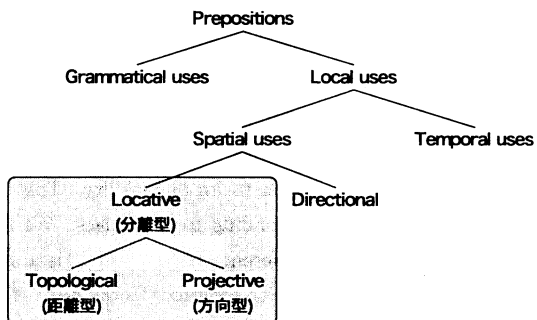 Prepositions
Grammatical uses Local uses
Spatial uses Temporal uses
Locative Directional
(分離型)
Topological Projective
(距離型) (方向型)